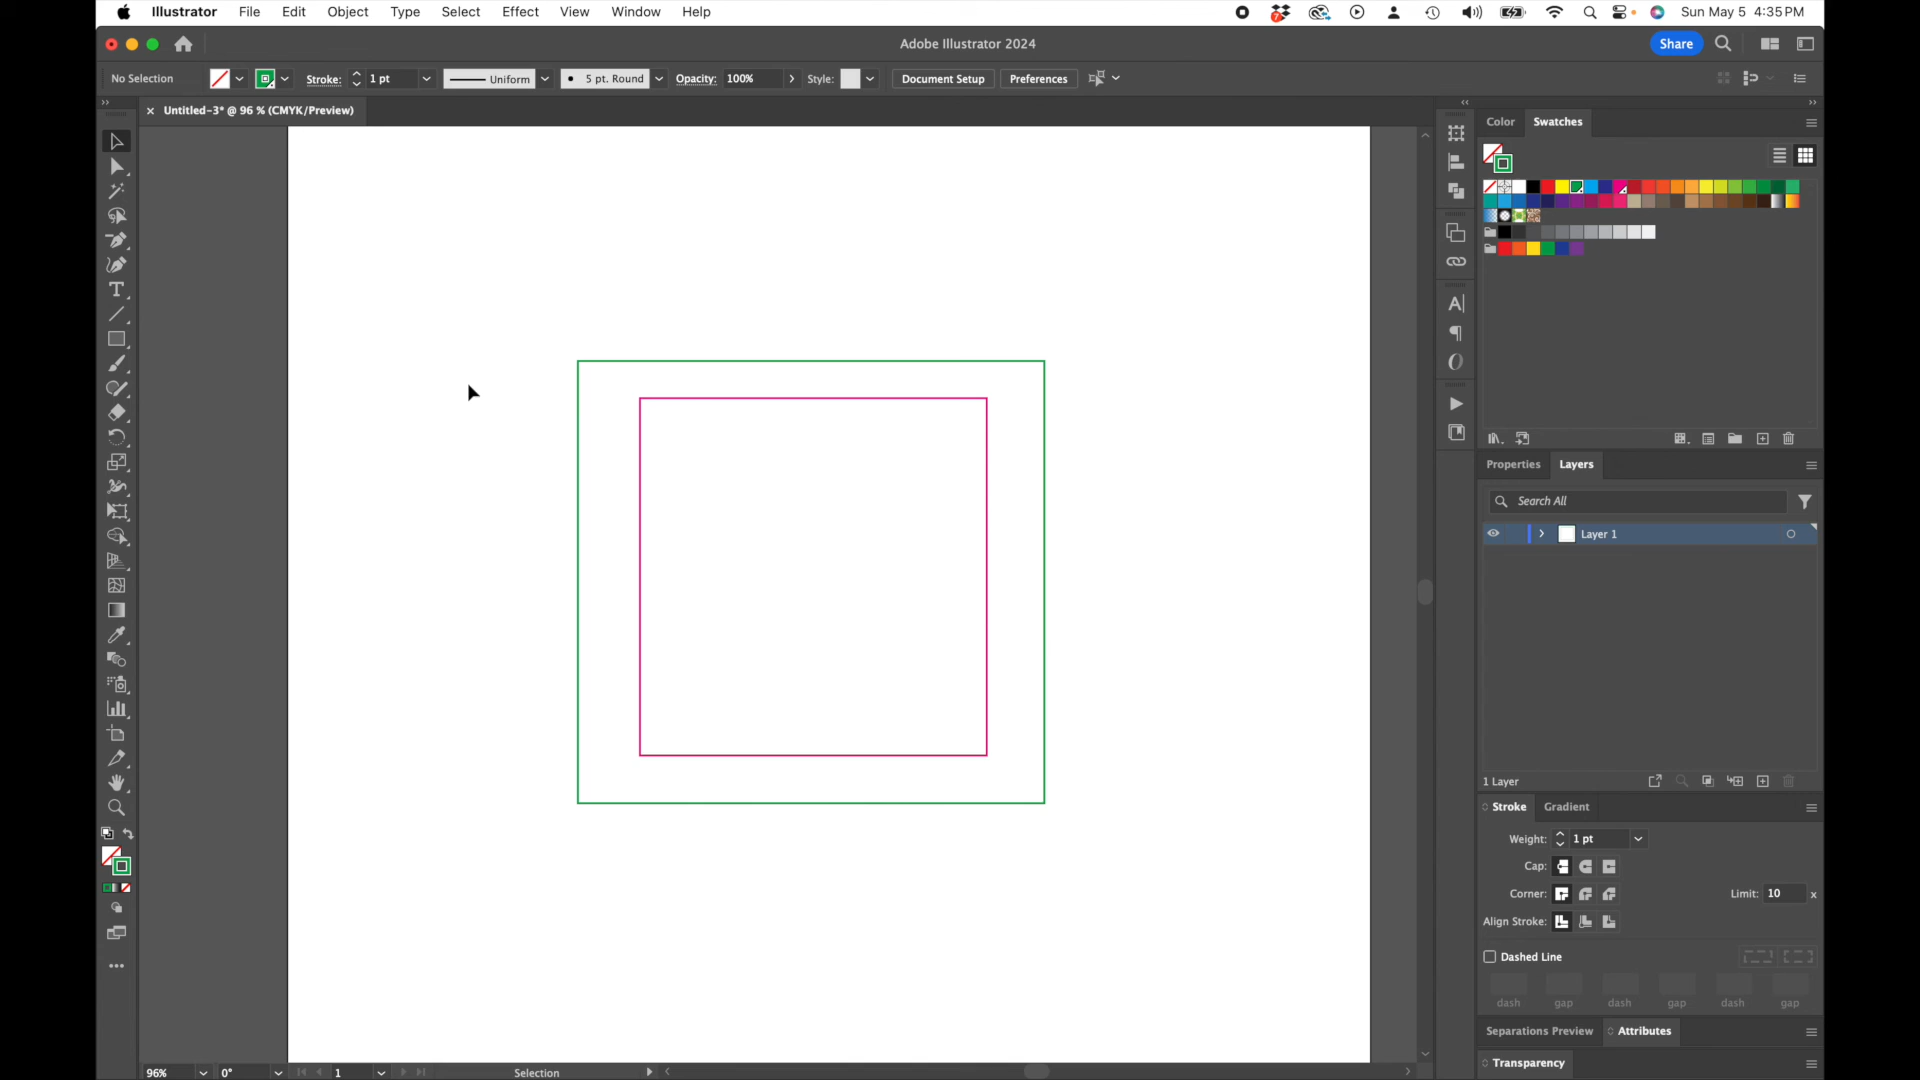 Illustrator File Edit Object Type Select Effect View Window Help Sun May 5 4:35 PM
Adobe Illustrator 2024 Share
No Selection Stroke: 1 pt Uniform 5 pt. Round Opacity: 100% Style: Document Setup Preferences
Untitled-3* @ 96 % (CMYK/Preview)
Color Swatches
Properties Layers
Search All
Layer 1
1 Layer
Stroke Gradient
Weight: 1 pt
Cap:
Corner: Limit: 10 x
Align Stroke:
Dashed Line
dash gap dash gap dash gap
Separations Preview Attributes
Transparency
96% 0° 1 Selection